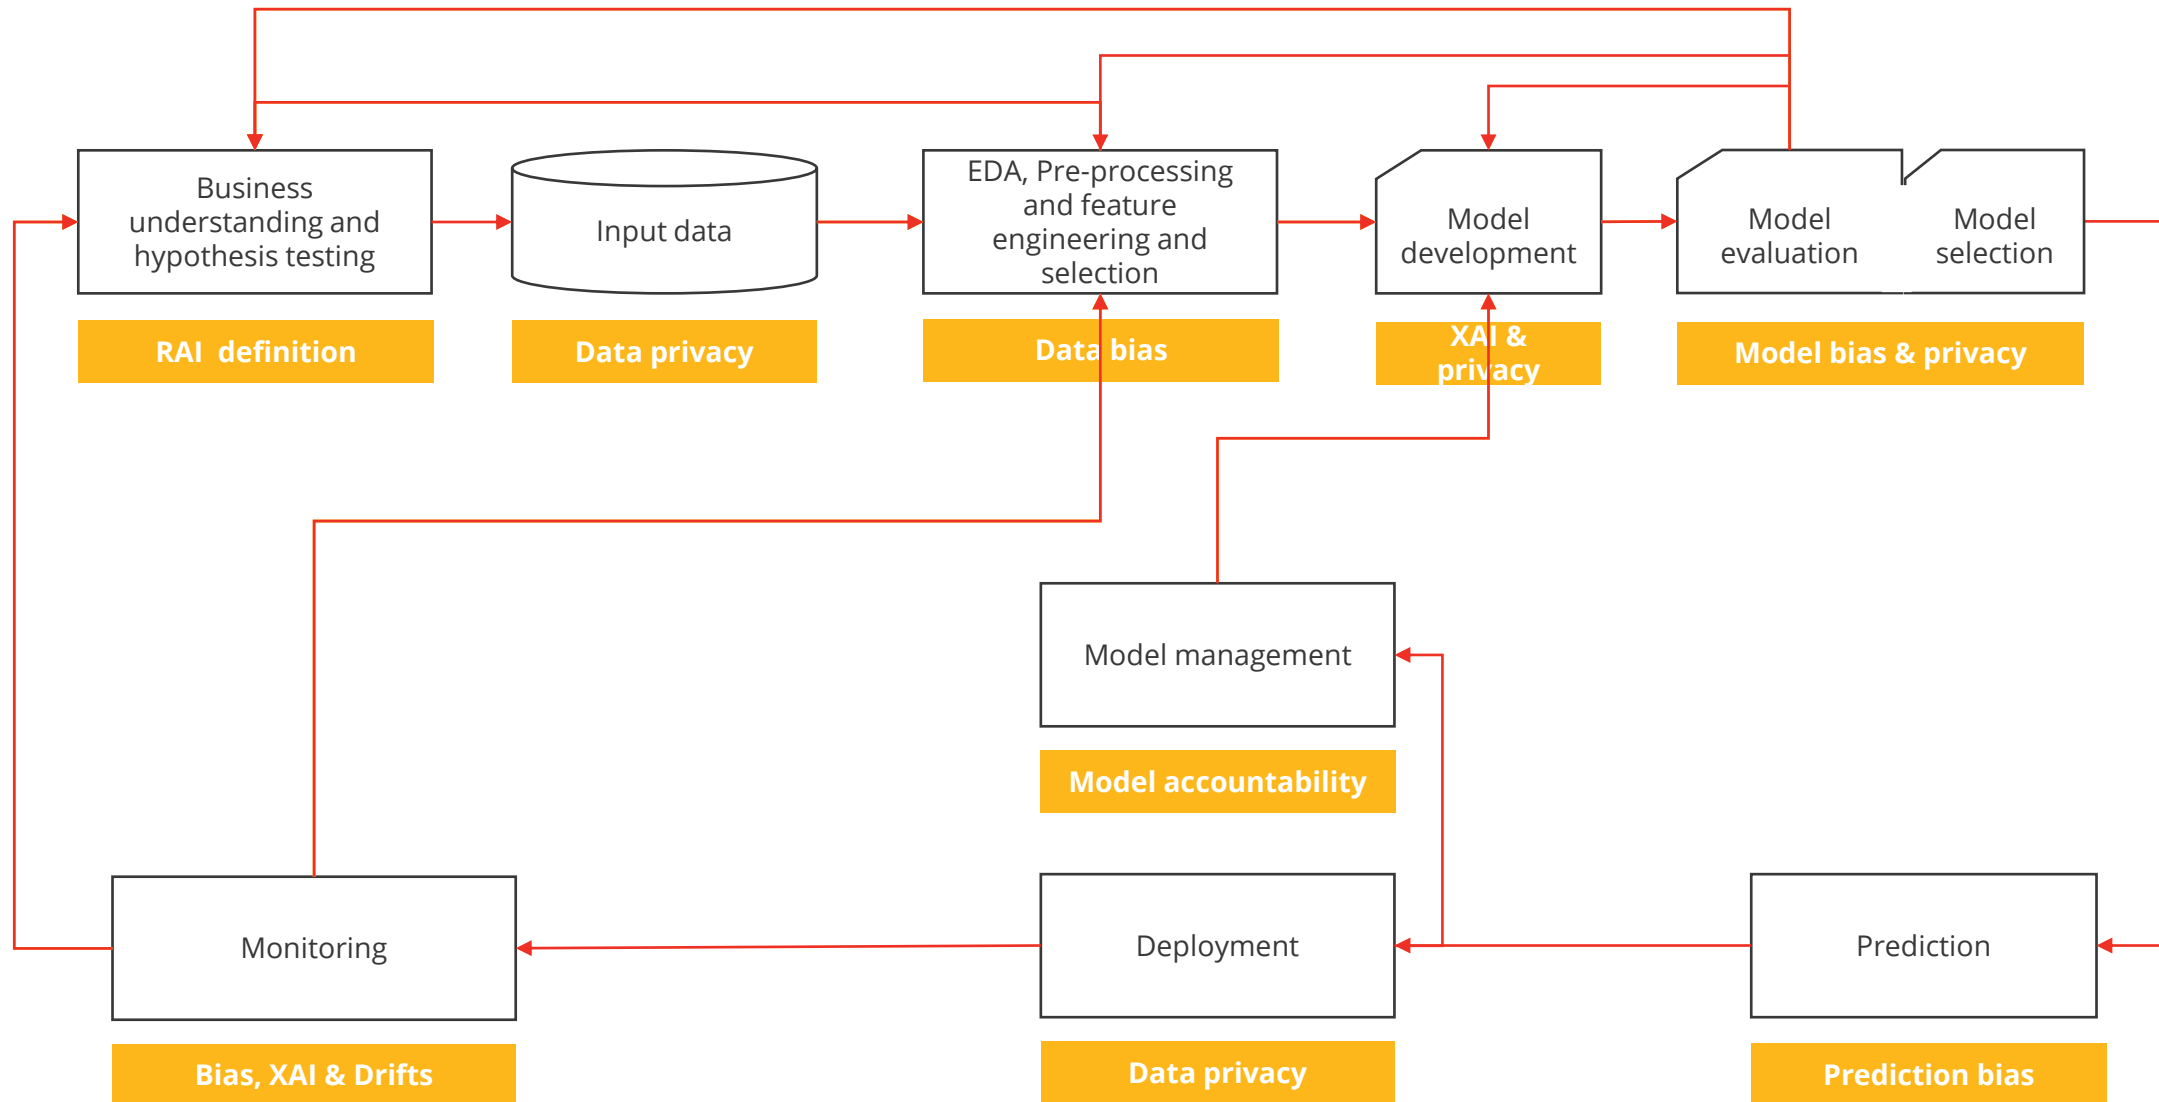 Business
understanding and
hypothesis testing
Input data
EDA, Pre-processing
and feature
engineering and
selection
Model
development
Model
evaluation
Model
selection
RAI  definition
Data privacy
Data bias
XAI &
privacy
Model bias & privacy
Model management
Model accountability
Monitoring
Deployment
Prediction
Bias, XAI & Drifts
Data privacy
Prediction bias